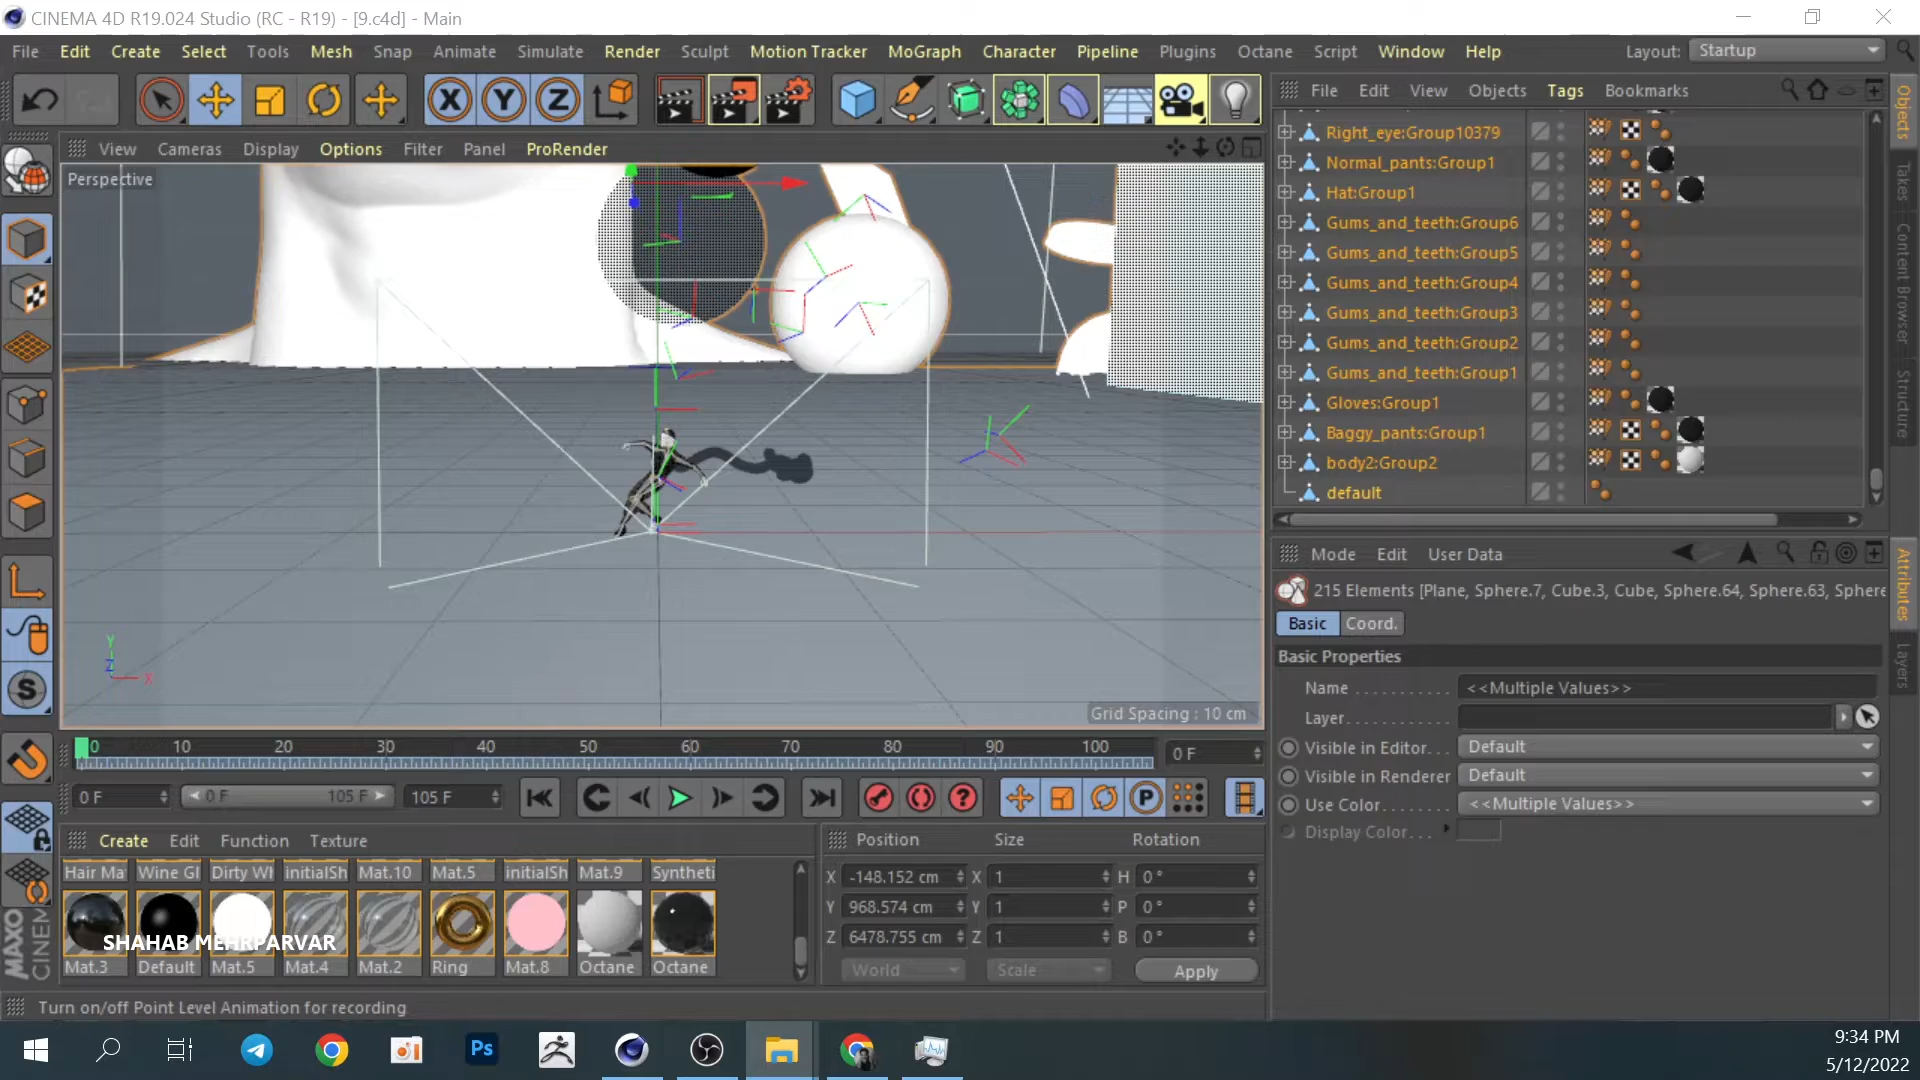 CINEMA 4D R19.024 Studio (RC - R19) - [9.c4d] - Main
File Edit Create Select Tools Mesh Snap Animate Simulate Render Sculpt Motion Tracker MoGraph Character Pipeline Plugins Octane Script Window Help Layout: Startup
X Y Z
File Edit View Objects Tags Bookmarks
View Cameras Display Options Filter Panel ProRender
Perspective
Right_eye:Group10379
Normal_pants:Group1
Hat:Group1
Gums_and_teeth:Group6
Gums_and_teeth:Group5
Gums_and_teeth:Group4
Gums_and_teeth:Group3
Gums_and_teeth:Group2
Gums_and_teeth:Group1
Gloves:Group1
Baggy_pants:Group1
body2:Group2
default
Objects
Takes
Content Browser
Structure
Y
Z
X
Grid Spacing : 10 cm
Mode Edit User Data
215 Elements [Plane, Sphere.7, Cube.3, Cube, Sphere.64, Sphere.63, Sphere
Basic Coord.
Basic Properties
Name <<Multiple Values>>
Layer
Visible in Editor Default
Visible in Renderer Default
Use Color <<Multiple Values>>
Display Color
Attributes
Layers
0 10 20 30 40 50 60 70 80 90 100 0 F
0 F 0 F 105 F 105 F
P
Create Edit Function Texture
Hair Ma Wine Gl Dirty Wh initialSh Mat.10 Mat.5 initialSh Mat.9 Syntheti
SHAHAB MEHRPARVAR
Mat.3 Default Mat.5 Mat.4 Mat.2 Ring Mat.8 Octane Octane
Position Size Rotation
X -148.152 cm X 1 H 0 °
Y 968.574 cm Y 1 P 0 °
Z 6478.755 cm Z 1 B 0 °
World Scale Apply
MAXO
CINEM
Turn on/off Point Level Animation for recording
Ps
9:34 PM
5/12/2022